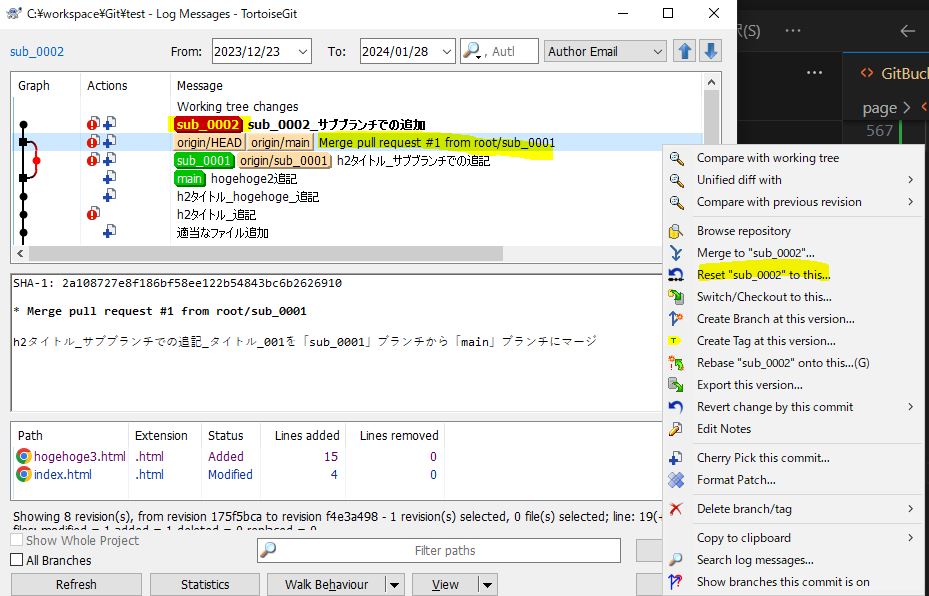 C:¥workspace¥Git¥test - Log Messages - TortoiseGit
(S) ...
sub_0002 From: 2023/12/23 To: 2024/01/28 , Autl Author Email
GitBuc
page >
567
Graph Actions Message
Working tree changes
sub_0002 sub_0002_サブブランチでの追加
origin/HEAD origin/main Merge pull request #1 from root/sub_0001
sub_0001 origin/sub_0001 h2タイトル_サブブランチでの追記
main hogehoge2追記
h2タイトル_hogehoge_追記
h2タイトル_追記
適当なファイル追加
SHA-1: 2a108727e8f186bf58ee122b54843bc6b2626910
* Merge pull request #1 from root/sub_0001
h2タイトル_サブブランチでの追記_タイトル_001を「sub_0001」ブランチから「main」ブランチにマージ
Path Extension Status Lines added Lines removed
hogehoge3.html .html Added 15 0
index.html .html Modified 4 0
Showing 8 revision(s), from revision 175f5bca to revision f4e3a498 - 1 revision(s) selected, 0 file(s) selected; line: 19(+
files: modified = 1 added = 1 deleted = 0 replaced = 0
Show Whole Project
All Branches
Filter paths
Refresh Statistics Walk Behaviour View
Compare with working tree
Unified diff with
Compare with previous revision
Browse repository
Merge to "sub_0002"...
Reset "sub_0002" to this...
Switch/Checkout to this...
Create Branch at this version...
Create Tag at this version...
Rebase "sub_0002" onto this...(G)
Export this version...
Revert change by this commit
Edit Notes
Cherry Pick this commit...
Format Patch...
Delete branch/tag
Copy to clipboard
Search log messages...
Show branches this commit is on